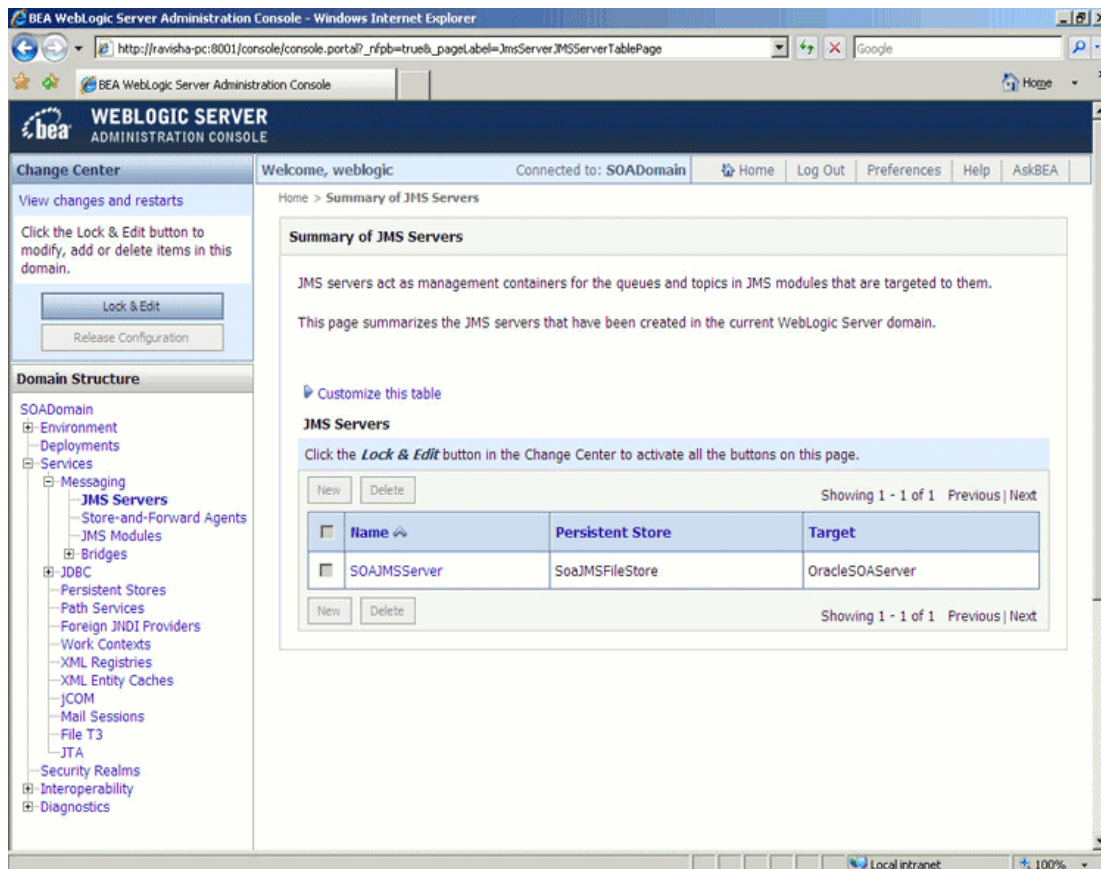 BEA WebLogic Server Administration Console - Windows Internet Explorer
http://ravisha-pc:8001/console/console.portal?_nfpb=true&_pageLabel=JmsServerJMSServerTablePage
Google
BEA WebLogic Server Administration Console
Home
bea
WEBLOGIC SERVER
ADMINISTRATION CONSOLE
Change Center
View changes and restarts
Click the Lock & Edit button to
modify, add or delete items in this
domain.
Lock & Edit
Release Configuration
Domain Structure
SOADomain
Environment
Deployments
Services
Messaging
JMS Servers
Store-and-Forward Agents
JMS Modules
Bridges
JDBC
Persistent Stores
Path Services
Foreign JNDI Providers
Work Contexts
XML Registries
XML Entity Caches
jCOM
Mail Sessions
File T3
JTA
Security Realms
Interoperability
Diagnostics
Welcome, weblogic Connected to: SOADomain Home Log Out Preferences Help AskBEA
Home > Summary of JMS Servers
Summary of JMS Servers
JMS servers act as management containers for the queues and topics in JMS modules that are targeted to them.
This page summarizes the JMS servers that have been created in the current WebLogic Server domain.
Customize this table
JMS Servers
Click the Lock & Edit button in the Change Center to activate all the buttons on this page.
New Delete Showing 1 - 1 of 1 Previous | Next
Name Persistent Store Target
SOAJMSServer SoaJMSFileStore OracleSOAServer
New Delete Showing 1 - 1 of 1 Previous | Next
Local intranet 100%